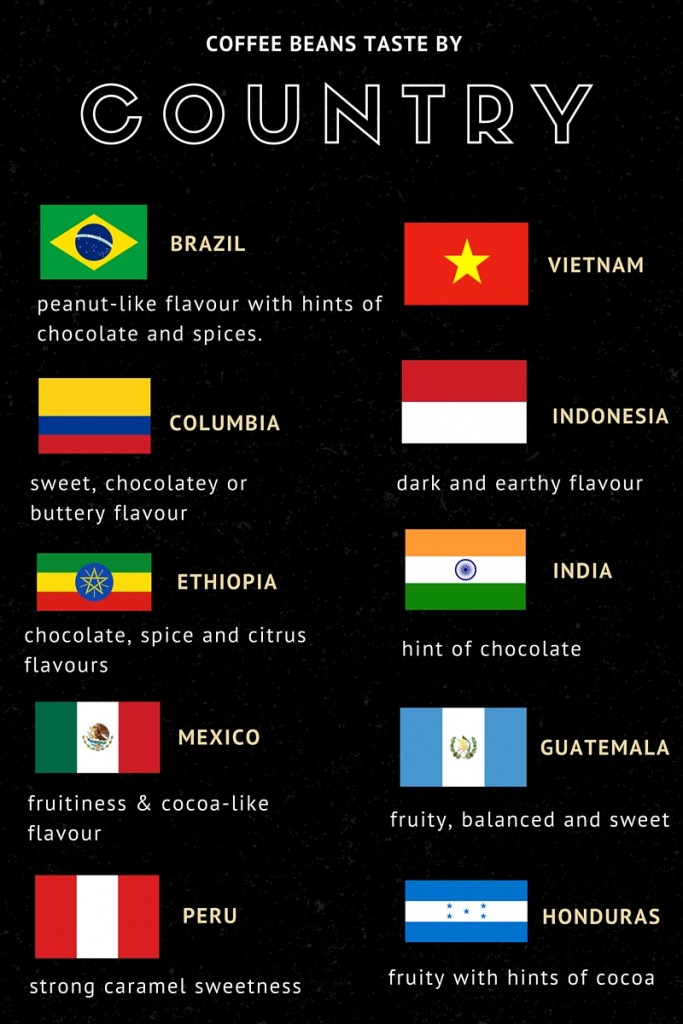 COFFEE BEANS TASTE BY
COUNTRY
BRAZIL
peanut-like flavour with hints of
chocolate and spices.
VIETNAM
COLUMBIA
sweet, chocolatey or
buttery flavour
INDONESIA
dark and earthy flavour
ETHIOPIA
chocolate, spice and citrus
flavours
INDIA
hint of chocolate
MEXICO
fruitiness & cocoa-like
flavour
GUATEMALA
fruity, balanced and sweet
PERU
strong caramel sweetness
HONDURAS
fruity with hints of cocoa